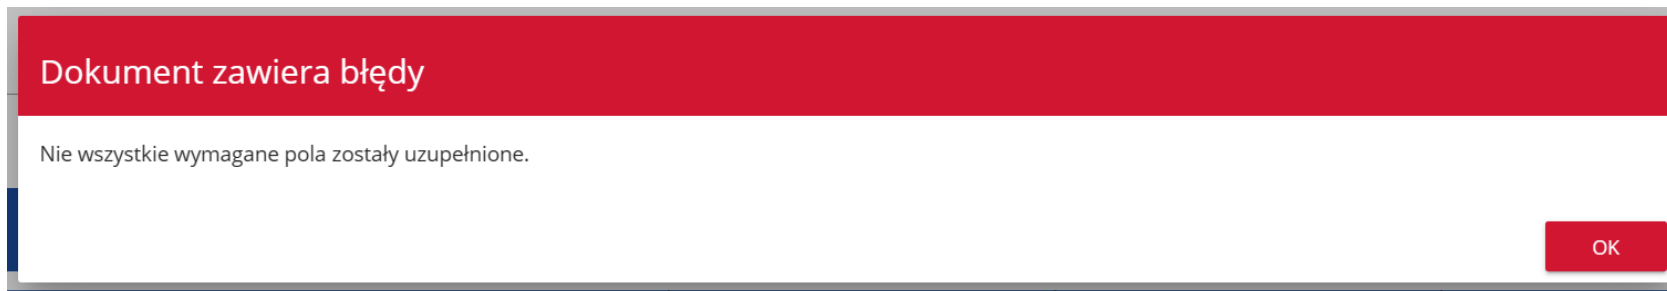 Dokument zawiera błędy
Nie wszystkie wymagane pola zostały uzupełnione.
OK